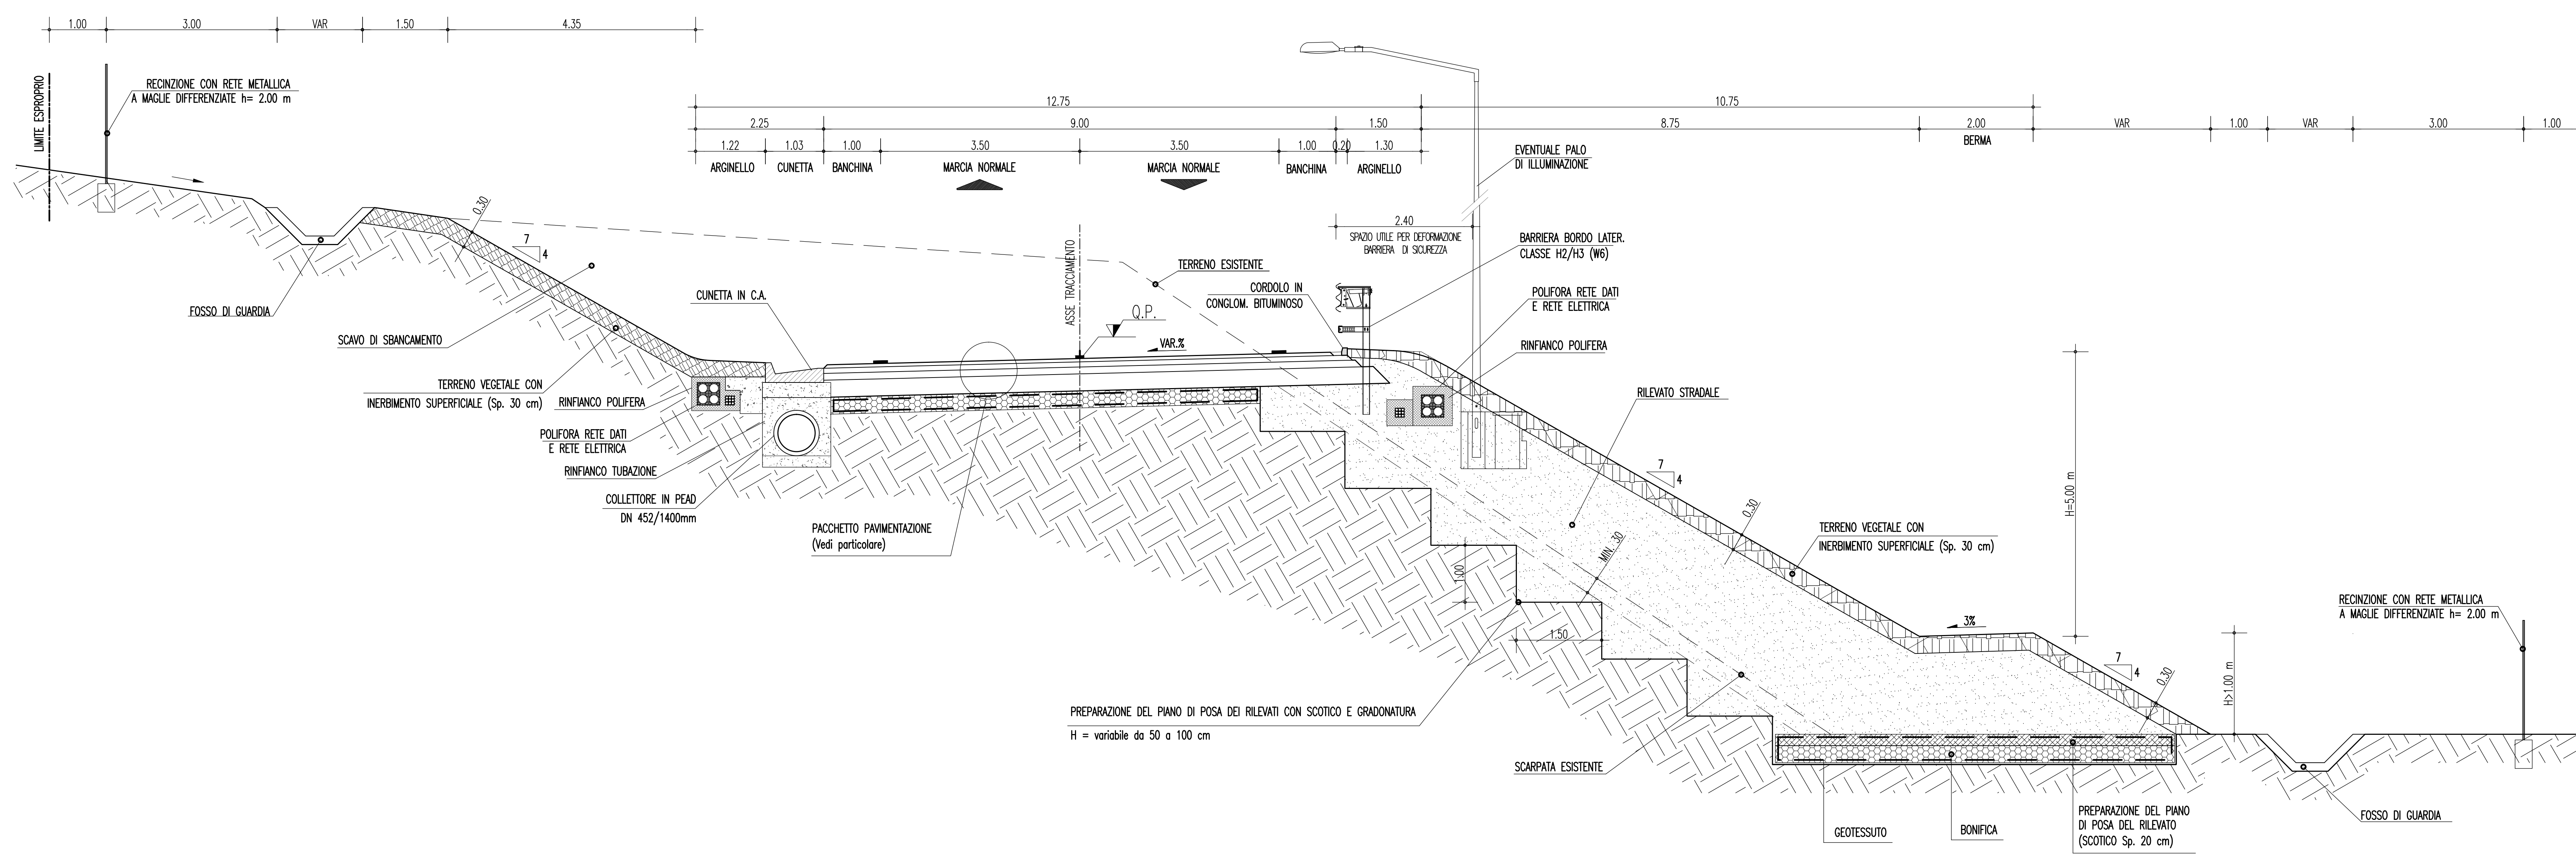 1.00
3.00
VAR
1.50
4.35
LIMITE ESPROPRIO
RECINZIONE CON RETE METALLICA
A MAGLIE DIFFERENZIATE h= 2.00 m
12.75
10.75
2.25
9.00
1.50
8.75
2.00
VAR
1.00
VAR
3.00
1.00
BERMA
1.22
1.03
1.00
3.50
3.50
1.00
0.20
1.30
ARGINELLO
CUNETTA
BANCHINA
MARCIA NORMALE
MARCIA NORMALE
BANCHINA
ARGINELLO
EVENTUALE PALO
DI ILLUMINAZIONE
0.30
7
4
2.40
SPAZIO UTILE PER DEFORMAZIONE
BARRIERA DI SICUREZZA
BARRIERA BORDO LATER.
CLASSE H2/H3 (W6)
ASSE TRACCIAMENTO
TERRENO ESISTENTE
CORDOLO IN
CONGLOM. BITUMINOSO
POLIFORA RETE DATI
E RETE ELETTRICA
CUNETTA IN C.A.
FOSSO DI GUARDIA
Q.P.
VAR.%
RINFIANCO POLIFERA
SCAVO DI SBANCAMENTO
TERRENO VEGETALE CON
INERBIMENTO SUPERFICIALE (Sp. 30 cm)
RINFIANCO POLIFERA
RILEVATO STRADALE
POLIFORA RETE DATI
E RETE ELETTRICA
RINFIANCO TUBAZIONE
COLLETTORE IN PEAD
DN 452/1400mm
PACCHETTO PAVIMENTAZIONE
(Vedi particolare)
7
4
0.30
H=5.00 m
TERRENO VEGETALE CON
INERBIMENTO SUPERFICIALE (Sp. 30 cm)
MIN. 30
1.00
1.50
3%
RECINZIONE CON RETE METALLICA
A MAGLIE DIFFERENZIATE h= 2.00 m
7
4
0.30
H>1.00 m
PREPARAZIONE DEL PIANO DI POSA DEI RILEVATI CON SCOTICO E GRADONATURA
H = variabile da 50 a 100 cm
SCARPATA ESISTENTE
GEOTESSUTO
BONIFICA
PREPARAZIONE DEL PIANO
DI POSA DEL RILEVATO
(SCOTICO Sp. 20 cm)
FOSSO DI GUARDIA